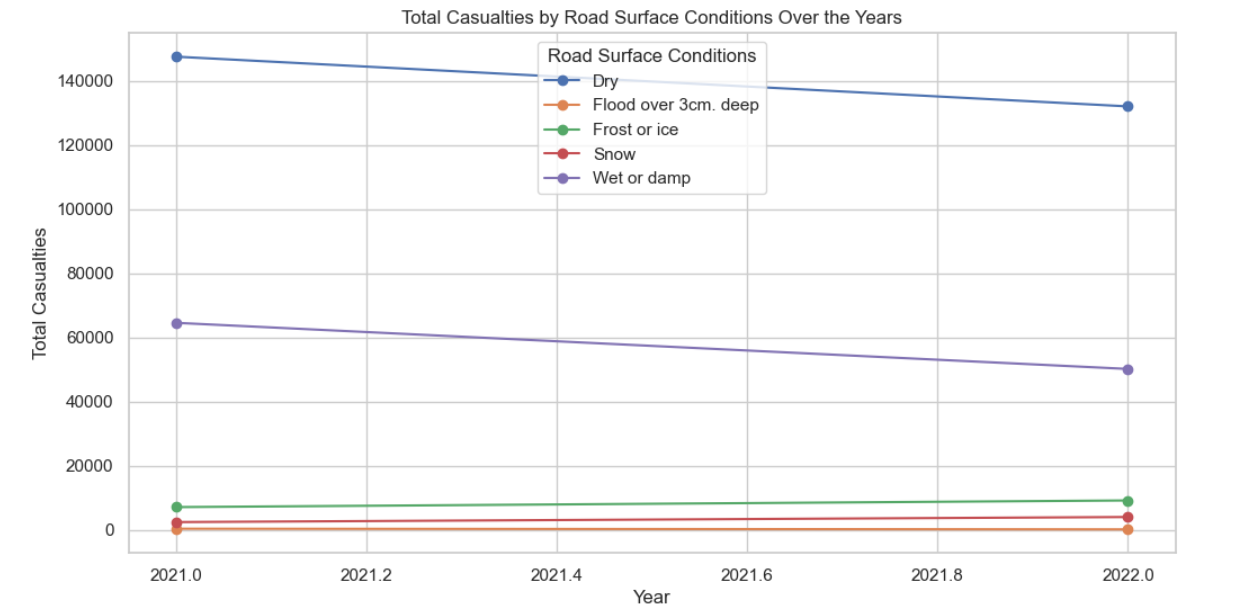 Total Casualties by Road Surface Conditions Over the Years
Road Surface Conditions
Dry
Flood over 3cm. deep
Frost or ice
Snow
Wet or damp
Total Casualties
140000
120000
100000
80000
60000
40000
20000
0
2021.0 2021.2 2021.4 2021.6 2021.8 2022.0
Year